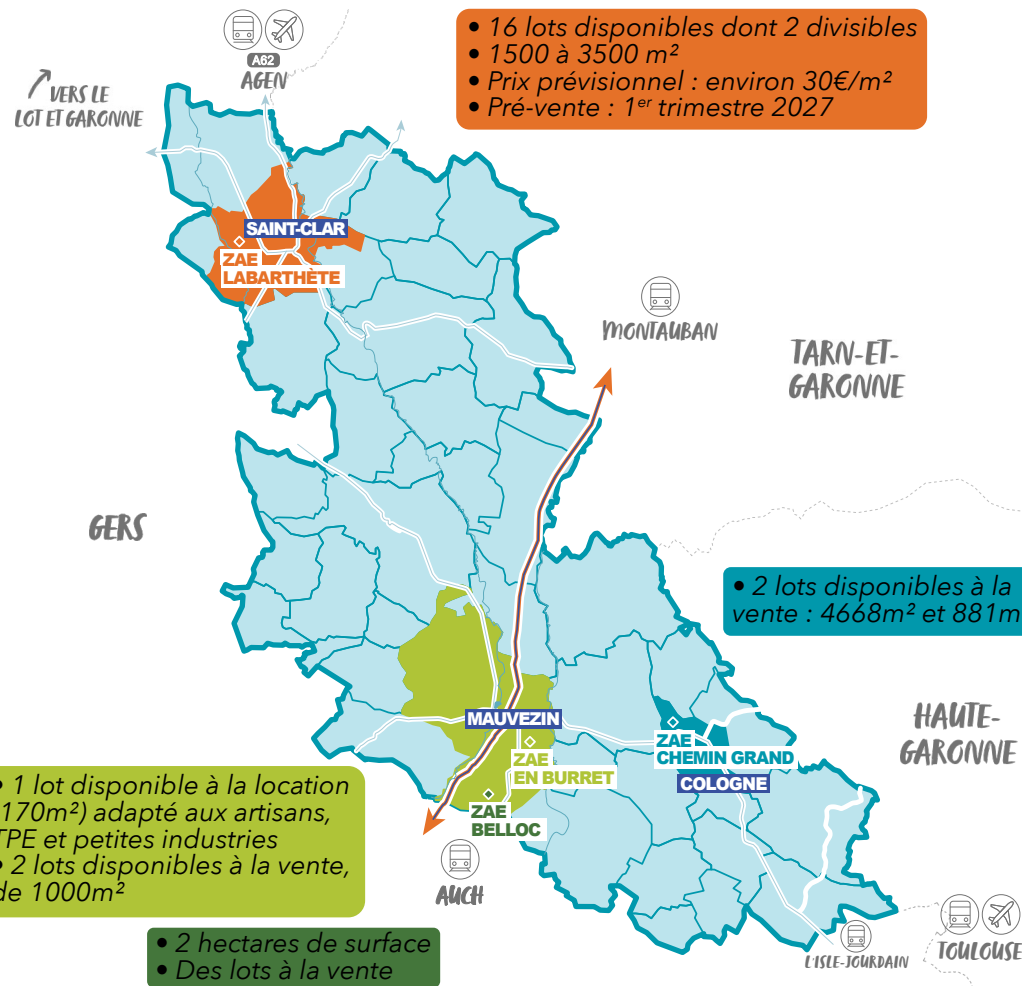 • 16 lots disponibles dont 2 divisibles
• 1500 à 3500 m²
• Prix prévisionnel : environ 30€/m²
• Pré-vente : 1er trimestre 2027
A62
AGEN
VERS LE
LOT ET GARONNE
SAINT-CLAR
ZAE
LABARTHÈTE
MONTAUBAN
TARN-ET-
GARONNE
GERS
• 2 lots disponibles à la
vente : 4668m² et 881m
MAUVEZIN
ZAE
EN BURRET
ZAE
BELLOC
ZAE
CHEMIN GRAND
COLOGNE
HAUTE-
GARONNE
• 1 lot disponible à la location
170m²) adapté aux artisans,
TPE et petites industries
• 2 lots disponibles à la vente,
de 1000m²
AUCH
• 2 hectares de surface
• Des lots à la vente
L'ISLE-JOURDAIN
TOULOUSE